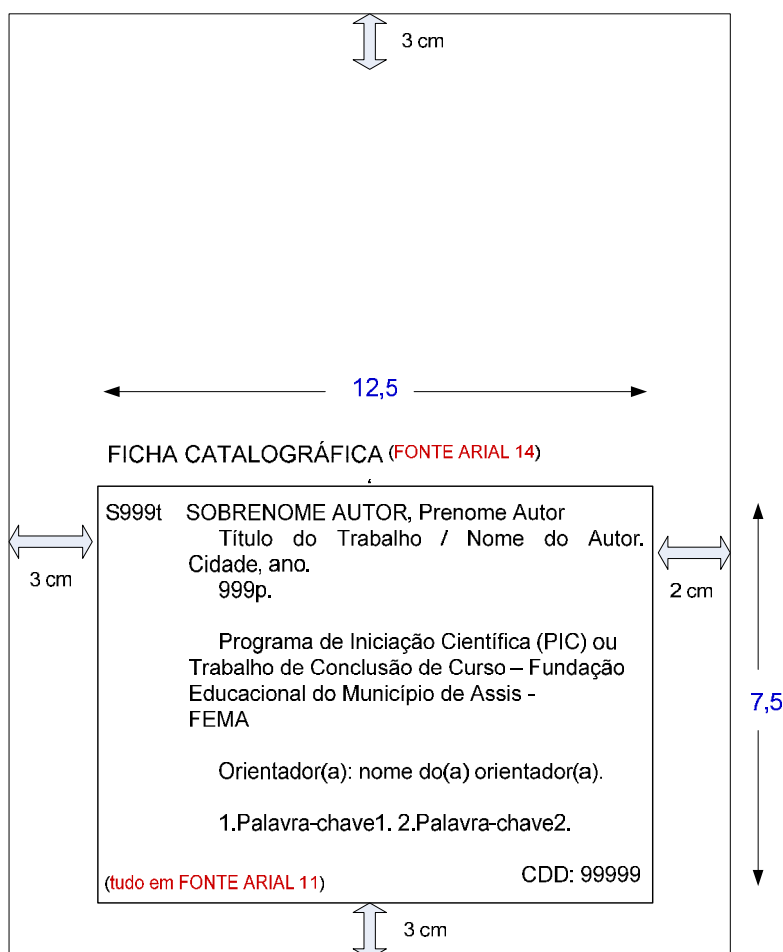 3 cm
12,5
FICHA CATALOGRÁFICA (FONTE ARIAL 14)
S999t SOBRENOME AUTOR, Prenome Autor
Título do Trabalho / Nome do Autor.
Cidade, ano.
999p.
3 cm
2 cm
Programa de Iniciação Científica (PIC) ou
Trabalho de Conclusão de Curso – Fundação
Educacional do Município de Assis -
FEMA
7,5
Orientador(a): nome do(a) orientador(a).
1.Palavra-chave1. 2.Palavra-chave2.
CDD: 99999
(tudo em FONTE ARIAL 11)
3 cm